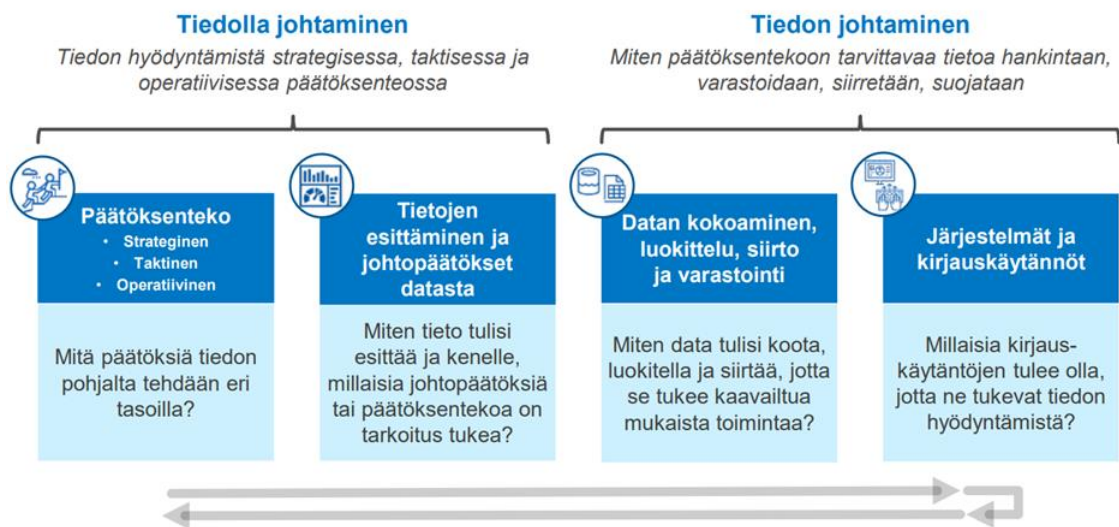 Tiedolla johtaminen
Tiedon hyödyntämistä strategisessa, taktisessa ja
operatiivisessa päätöksenteossa
Tiedon johtaminen
Miten päätöksentekoon tarvittavaa tietoa hankintaan,
varastoidaan, siirretään, suojataan
Päätöksenteko
• Strateginen
• Taktinen
• Operatiivinen
Mitä päätöksiä tiedon
pohjalta tehdään eri
tasoilla?
Tietojen
esittäminen ja
johtopäätökset
datasta
Miten tieto tulisi
esittää ja kenelle,
millaisia johtopäätöksiä
tai päätöksentekoa on
tarkoitus tukea?
Datan kokoaminen,
luokittelu, siirto
ja varastointi
Miten data tulisi koota,
luokitella ja siirtää, jotta
se tukee kaavailtua
mukaista toimintaa?
Järjestelmät ja
kirjauskäytännöt
Millaisia kirjaus-
käytäntöjen tulee olla,
jotta ne tukevat tiedon
hyödyntämistä?